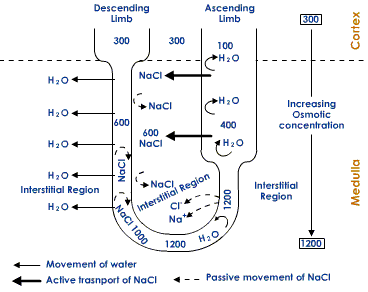 Descending
Limb
Ascending
Limb
300
300
100
300
Cortex
H2O
NaCl
H2O
H2O
NaCl
H2O
Increasing
Osmotic
concentration
600
600
NaCl
400
H2O
H2O
NaCl
Medulla
H2O
NaCl
Interstitial Region
Interstitial Region
Interstitial
Region
1200
H2O
NaCl
1000
Cl-
Na+
H2O
1200
1200
Movement of water
Active trasnport of NaCl
Passive movement of NaCl